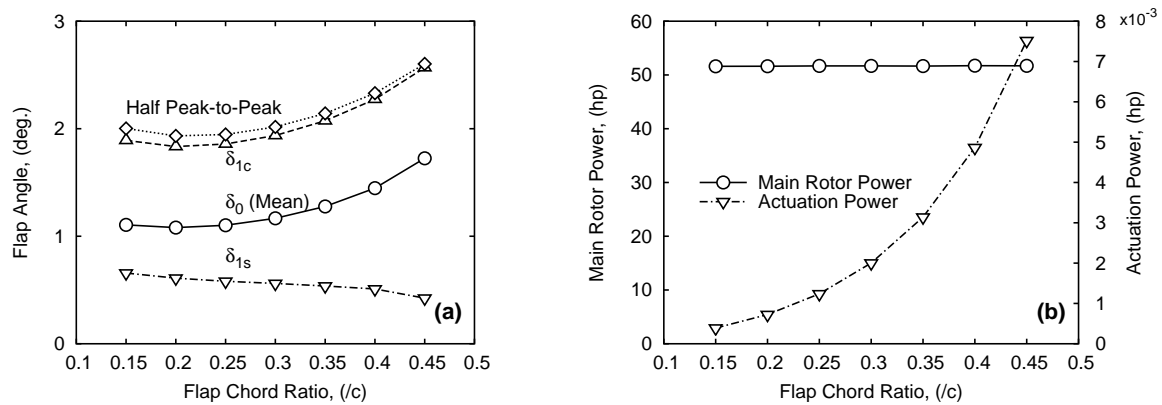 3
2
1
0
Flap Angle, (deg.)
Half Peak-to-Peak
δ1c
δ0 (Mean)
δ1s
(a)
0.1 0.15 0.2 0.25 0.3 0.35 0.4 0.45 0.5
Flap Chord Ratio, (/c)
60
50
40
30
20
10
0
Main Rotor Power, (hp)
Main Rotor Power
Actuation Power
(b)
0.1 0.15 0.2 0.25 0.3 0.35 0.4 0.45 0.5
Flap Chord Ratio, (/c)
x10-3
8
7
6
5
4
3
2
1
0
Actuation Power, (hp)